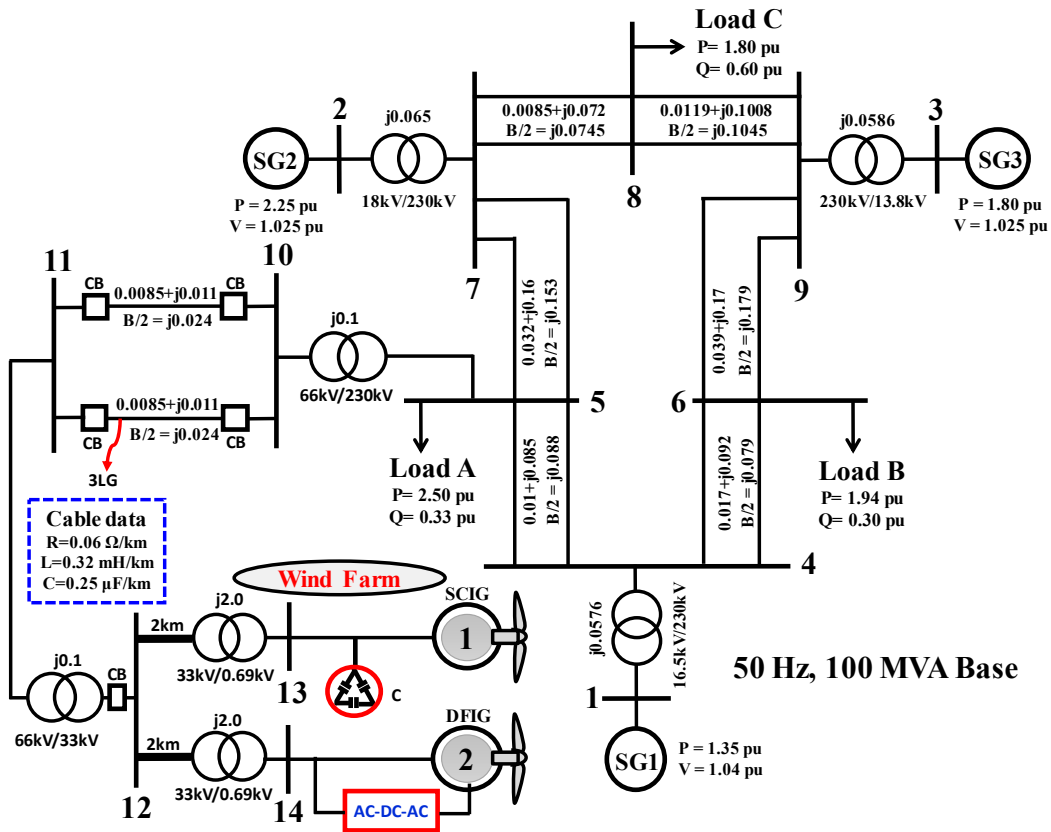 Load C
P= 1.80 pu
Q= 0.60 pu
2
j0.065
SG2
18kV/230kV
P = 2.25 pu
V = 1.025 pu
0.0085+j0.072
B/2 = j0.0745
0.0119+j0.1008
B/2 = j0.1045
8
j0.0586
3
SG3
230kV/13.8kV
P = 1.80 pu
V = 1.025 pu
11
10
7
9
CB
0.0085+j0.011
CB
B/2 = j0.024
j0.1
66kV/230kV
0.032+j0.16
B/2 = j0.153
0.039+j0.17
B/2 = j0.179
CB
0.0085+j0.011
CB
B/2 = j0.024
3LG
5
6
Load A
P= 2.50 pu
Q= 0.33 pu
0.01+j0.085
B/2 = j0.088
0.017+j0.092
B/2 = j0.079
Load B
P= 1.94 pu
Q= 0.30 pu
Cable data
R=0.06 Ω/km
L=0.32 mH/km
C=0.25 µF/km
4
Wind Farm
2km
j2.0
33kV/0.69kV
13
SCIG
1
C
j0.0576
16.5kV/230kV
50 Hz, 100 MVA Base
j0.1
CB
66kV/33kV
12
2km
j2.0
33kV/0.69kV
14
DFIG
2
AC-DC-AC
1
SG1
P = 1.35 pu
V = 1.04 pu